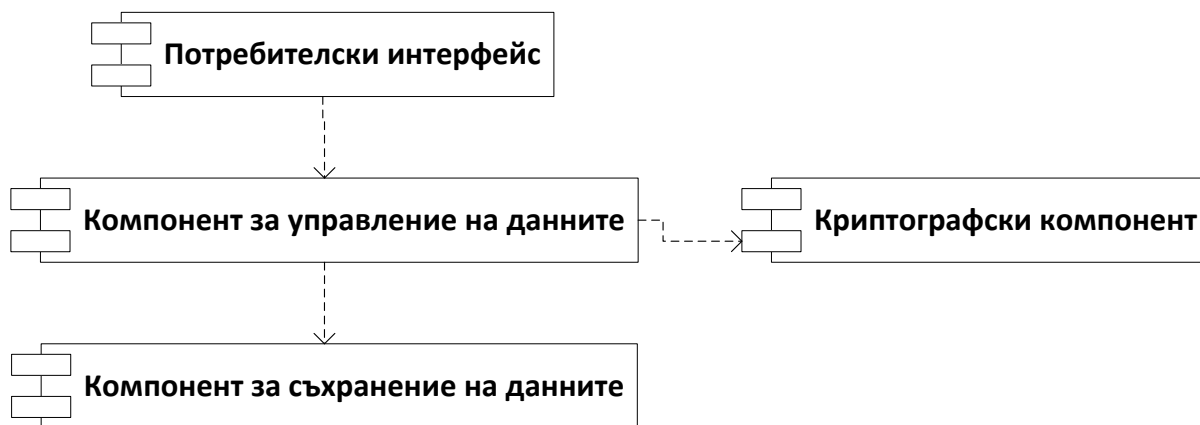 Потребителски интерфейс
Компонент за управление на данните
Криптографски компонент
Компонент за съхранение на данните